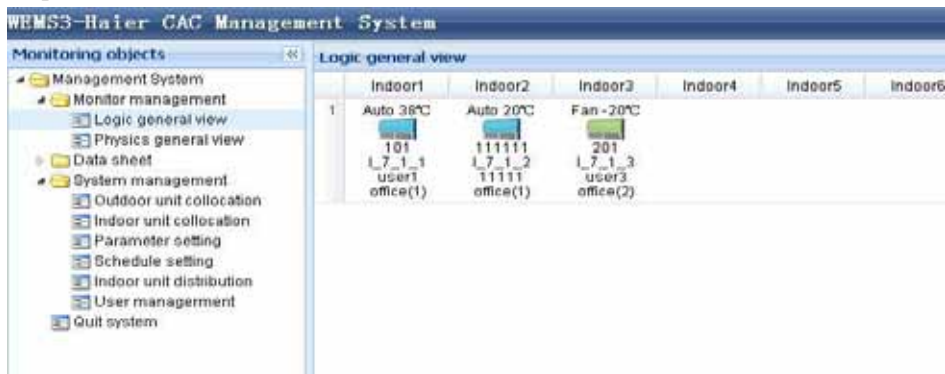 WEMS3-Haier CAC Management System
Monitoring objects
Management System
Monitor management
Logic general view
Physics general view
Data sheet
System management
Outdoor unit collocation
Indoor unit collocation
Parameter setting
Schedule setting
Indoor unit distribution
User managerment
Quit system
Logic general view
Indoor1 Indoor2 Indoor3 Indoor4 Indoor5 Indoor6
1 Auto 36℃ Auto 20℃ Fan -20℃
101 111111 201
I_7_1_1 I_7_1_2 I_7_1_3
user1 11111 user3
office(1) office(1) office(2)